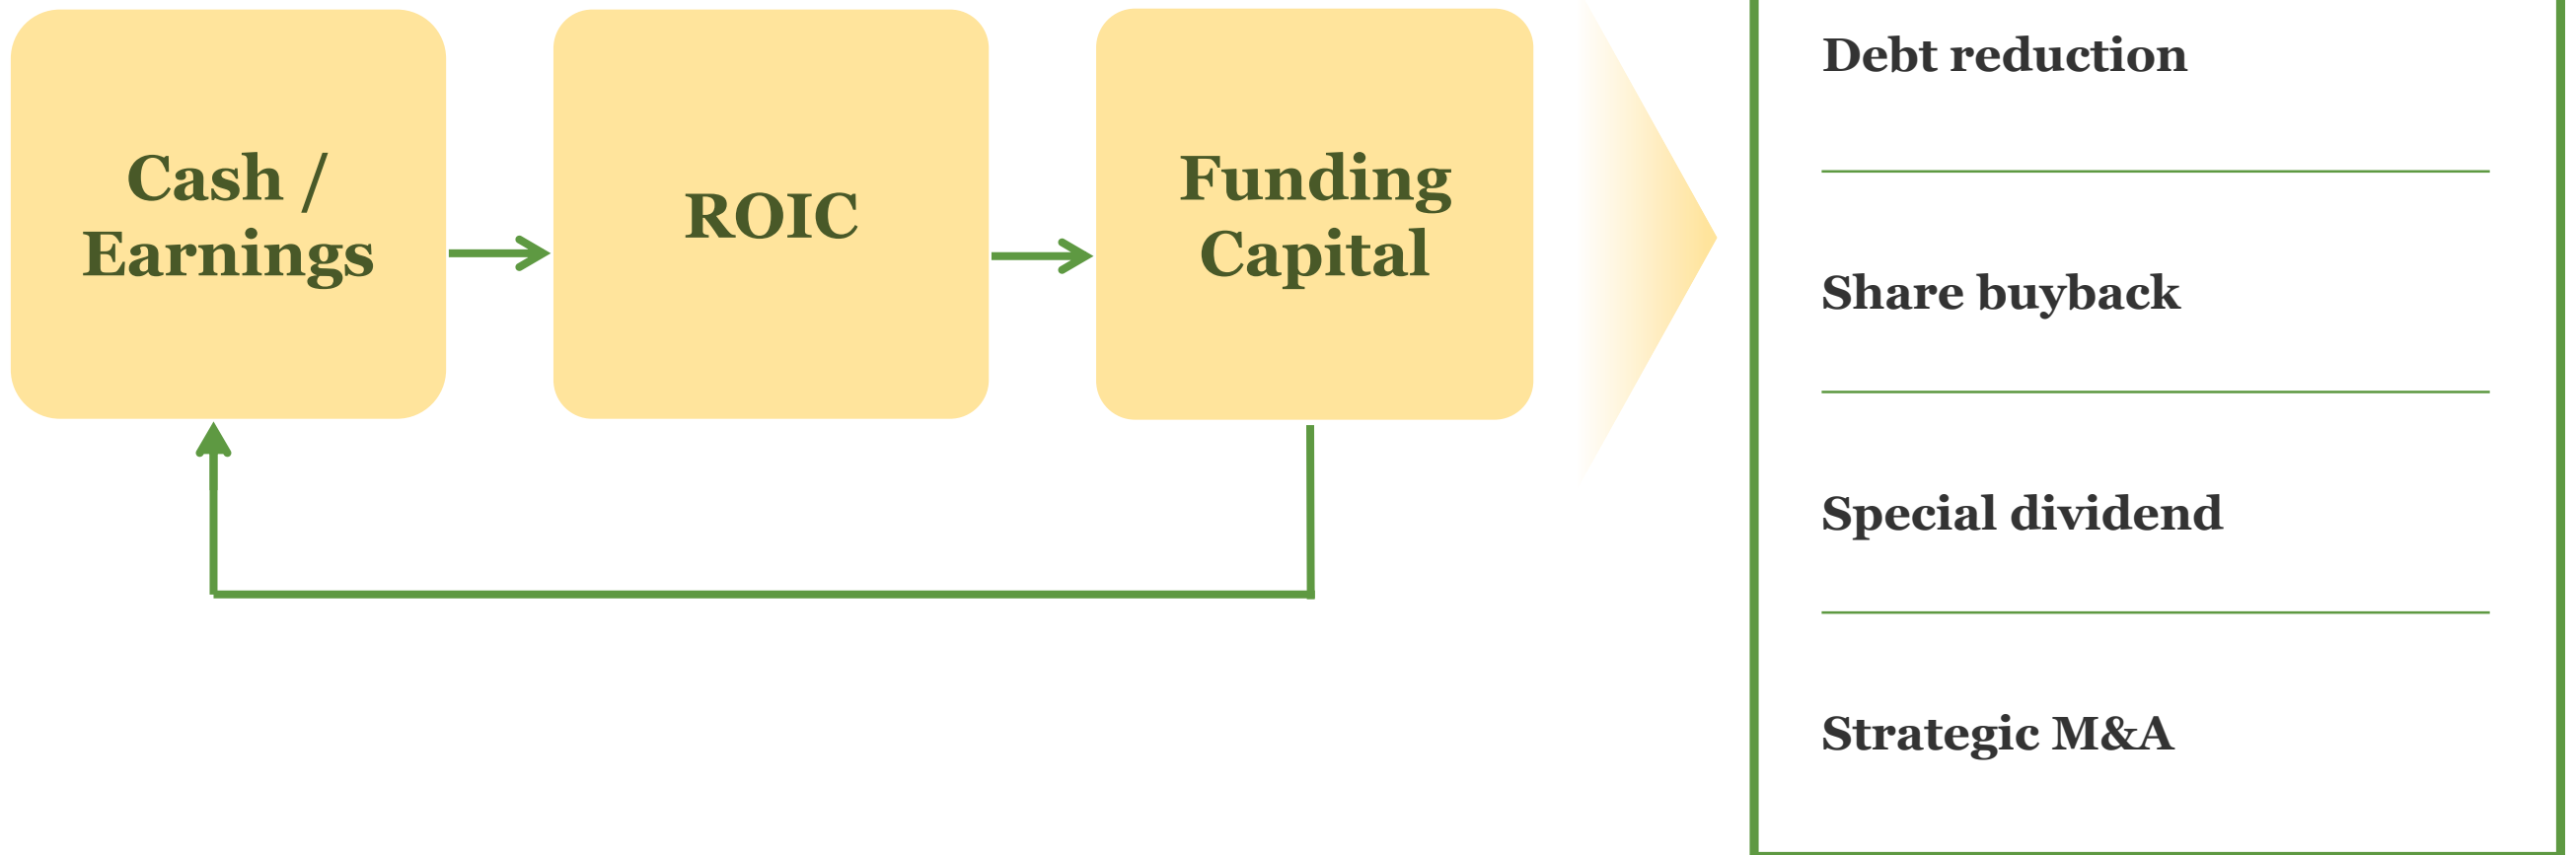 Cash /
Earnings
ROIC
Funding
Capital
Debt reduction
Share buyback
Special dividend
Strategic M&A